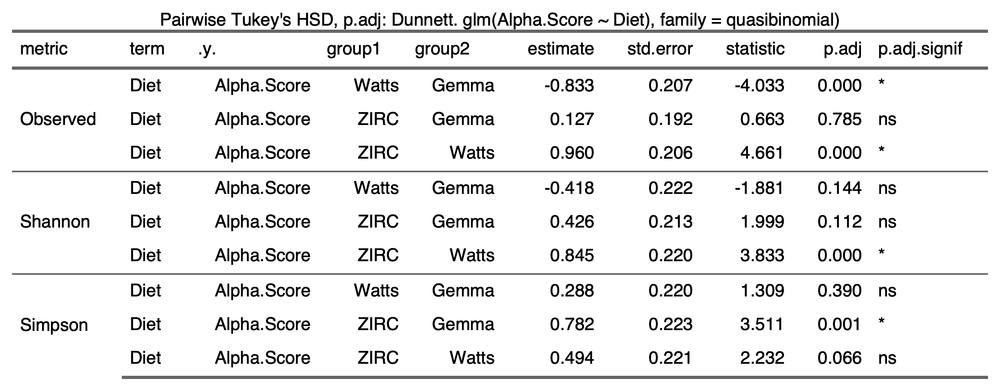 Pairwise Tukey's HSD, p.adj: Dunnett. glm(Alpha.Score ~ Diet), family = quasibinomial)
metric term .y. group1 group2 estimate std.error statistic p.adj p.adj.signif
Diet Alpha.Score Watts Gemma -0.833 0.207 -4.033 0.000 *
Observed Diet Alpha.Score ZIRC Gemma 0.127 0.192 0.663 0.785 ns
Diet Alpha.Score ZIRC Watts 0.960 0.206 4.661 0.000 *
Diet Alpha.Score Watts Gemma -0.418 0.222 -1.881 0.144 ns
Shannon Diet Alpha.Score ZIRC Gemma 0.426 0.213 1.999 0.112 ns
Diet Alpha.Score ZIRC Watts 0.845 0.220 3.833 0.000 *
Diet Alpha.Score Watts Gemma 0.288 0.220 1.309 0.390 ns
Simpson Diet Alpha.Score ZIRC Gemma 0.782 0.223 3.511 0.001 *
Diet Alpha.Score ZIRC Watts 0.494 0.221 2.232 0.066 ns